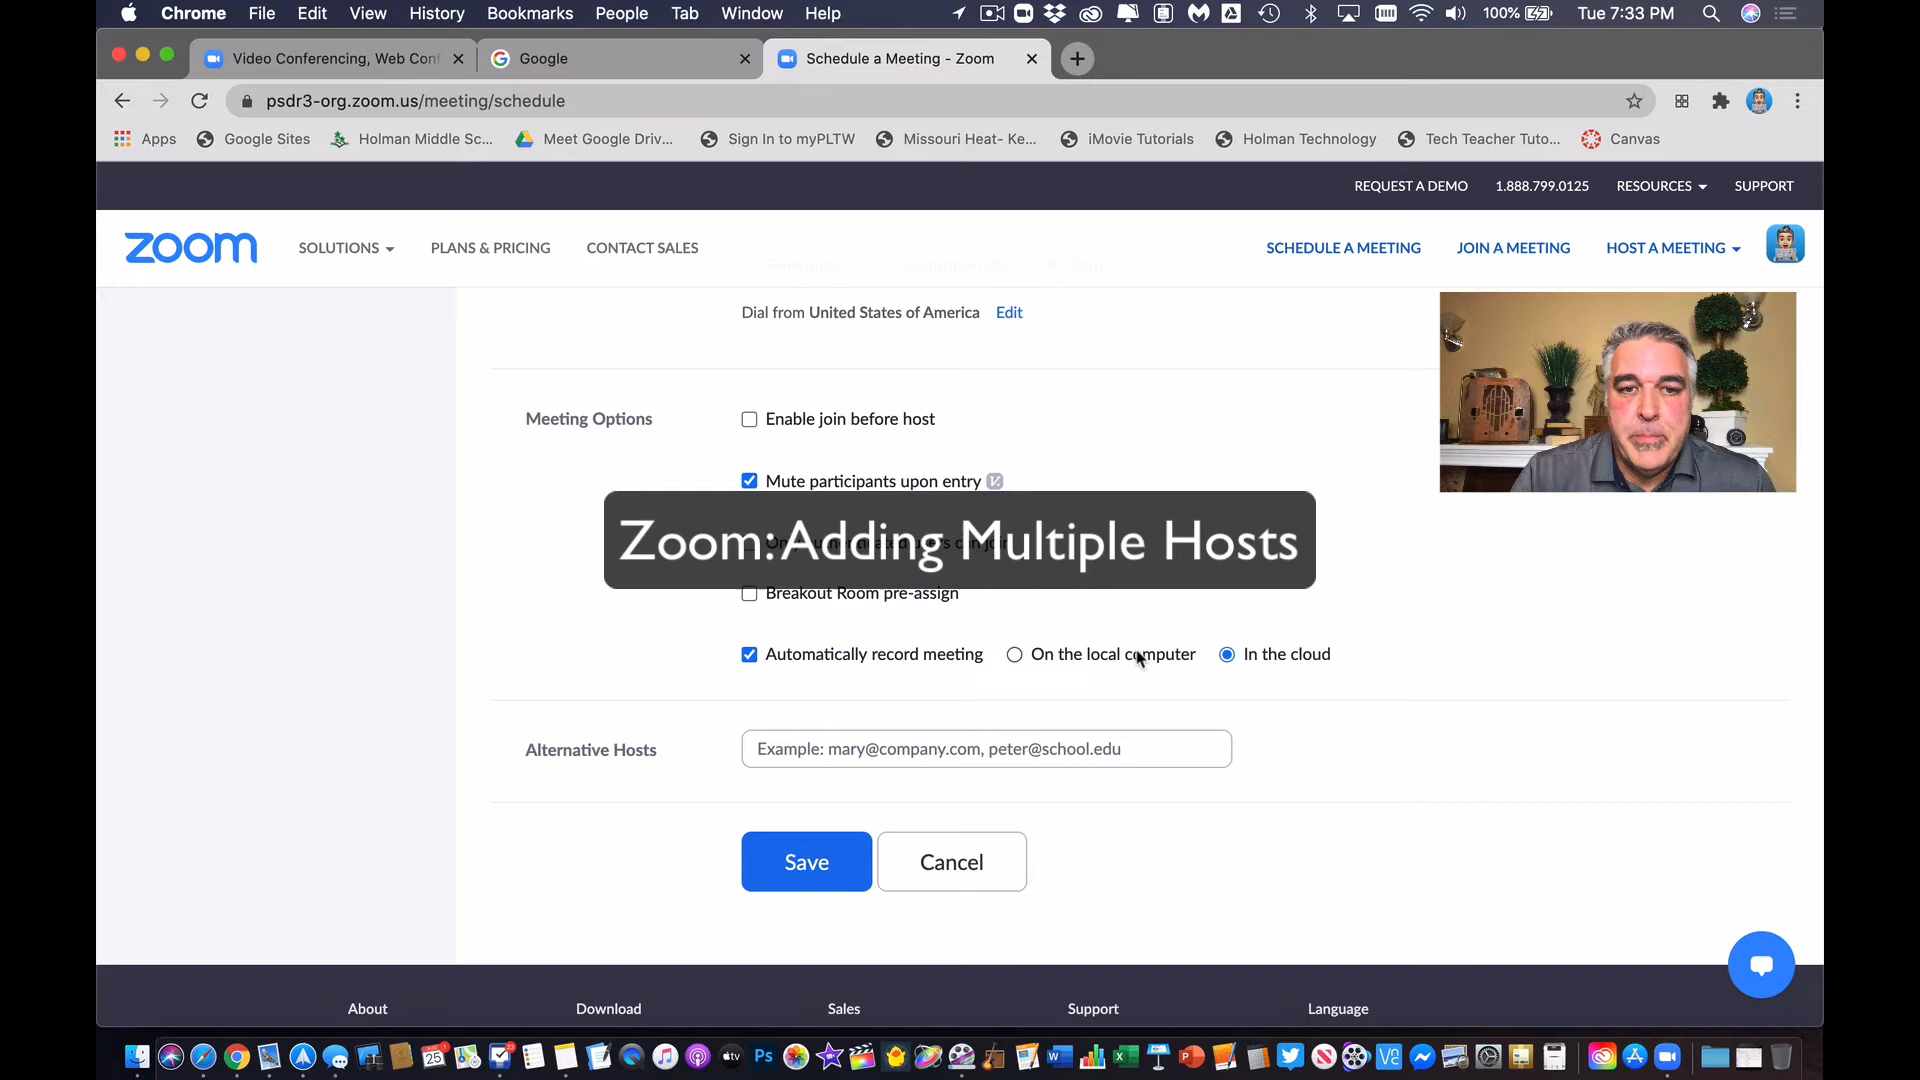 Chrome File Edit View History Bookmarks People Tab Window Help 100% Tue 7:33 PM
Video Conferencing, Web Conf Google Schedule a Meeting - Zoom
psdr3-org.zoom.us/meeting/schedule
Apps Google Sites Holman Middle Sc... Meet Google Driv... Sign In to myPLTW Missouri Heat- Ke... iMovie Tutorials Holman Technology Tech Teacher Tuto... Canvas
REQUEST A DEMO 1.888.799.0125 RESOURCES SUPPORT
zoom SOLUTIONS PLANS & PRICING CONTACT SALES SCHEDULE A MEETING JOIN A MEETING HOST A MEETING
Dial from United States of America Edit
Meeting Options Enable join before host
Mute participants upon entry
Zoom: Adding Multiple Hosts
Breakout Room pre-assign
Automatically record meeting On the local computer In the cloud
Alternative Hosts Example: mary@company.com, peter@school.edu
Save Cancel
About Download Sales Support Language